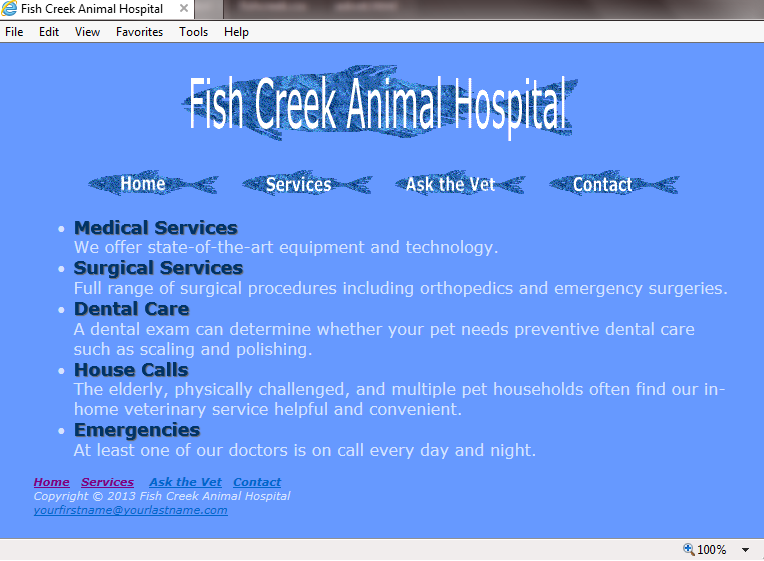 Fish Creek Animal Hospital
File Edit View Favorites Tools Help
Fish Creek Animal Hospital
Home Services Ask the Vet Contact
• Medical Services
We offer state-of-the-art equipment and technology.
• Surgical Services
Full range of surgical procedures including orthopedics and emergency surgeries.
• Dental Care
A dental exam can determine whether your pet needs preventive dental care
such as scaling and polishing.
• House Calls
The elderly, physically challenged, and multiple pet households often find our in-
home veterinary service helpful and convenient.
• Emergencies
At least one of our doctors is on call every day and night.
Home Services Ask the Vet Contact
Copyright © 2013 Fish Creek Animal Hospital
yourfirstname@yourlastname.com
100%